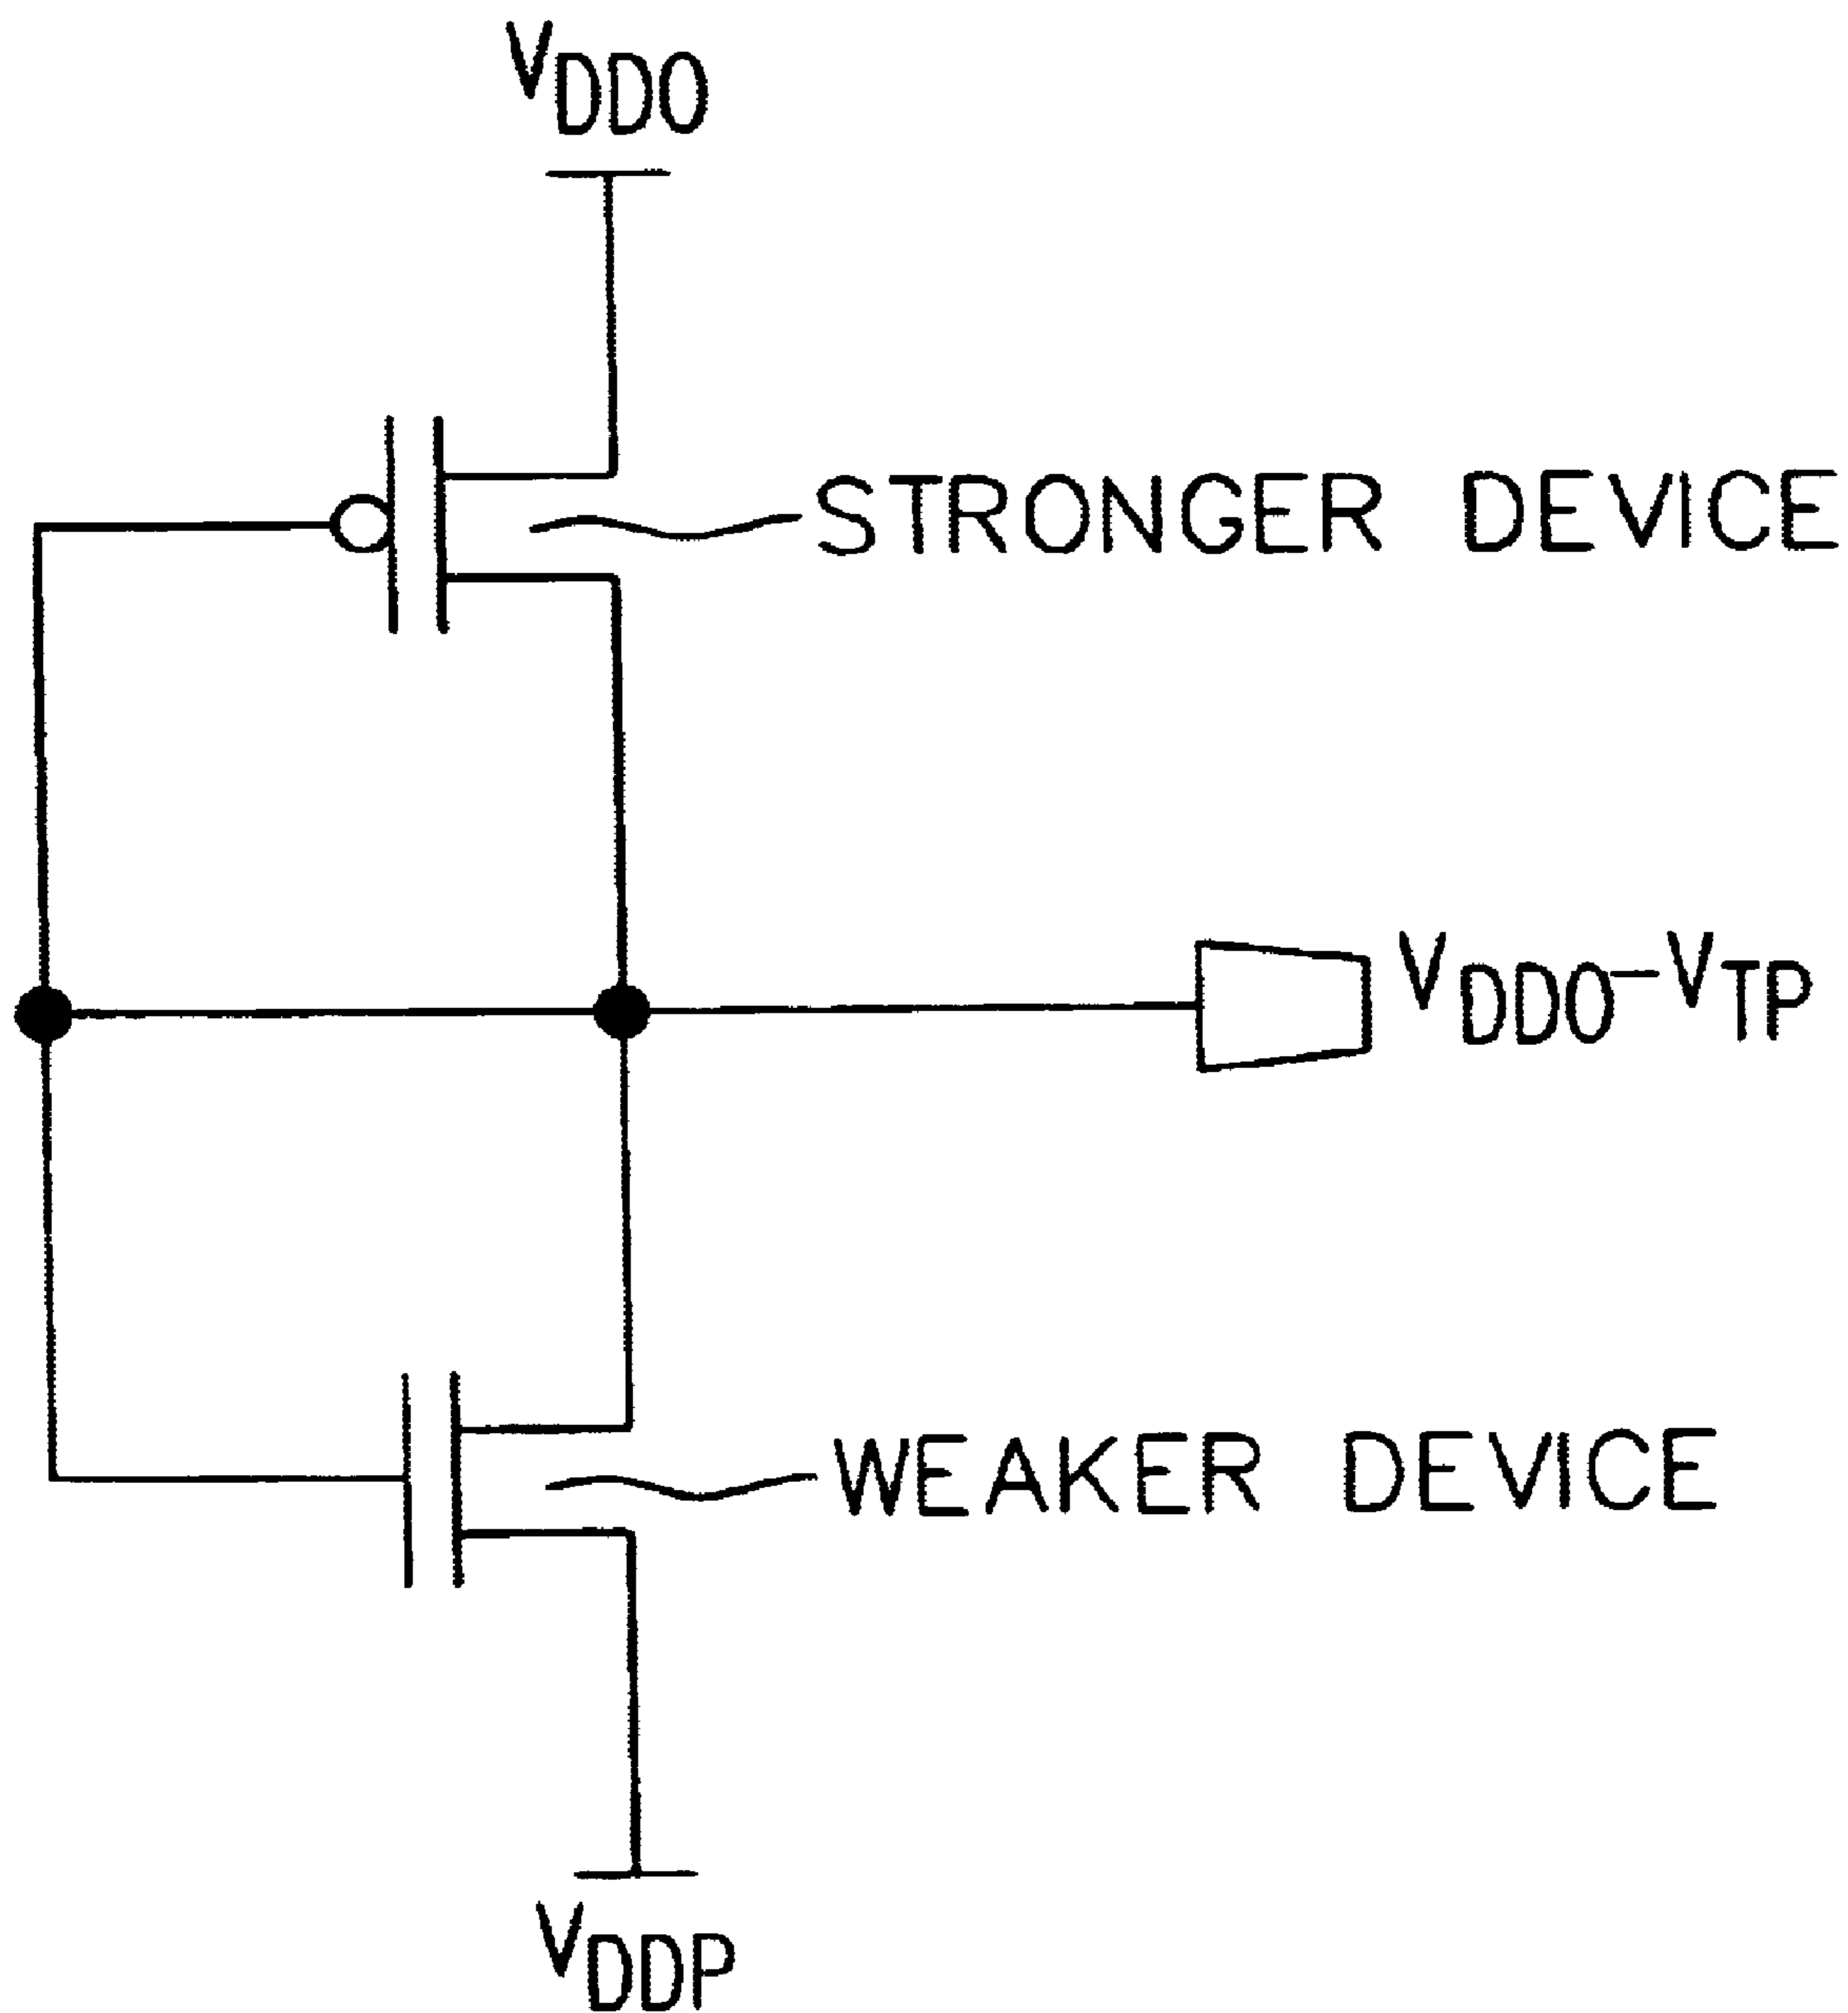 VDDO
STRONGER DEVICE
VDDO-VTP
WEAKER DEVICE
VDDP